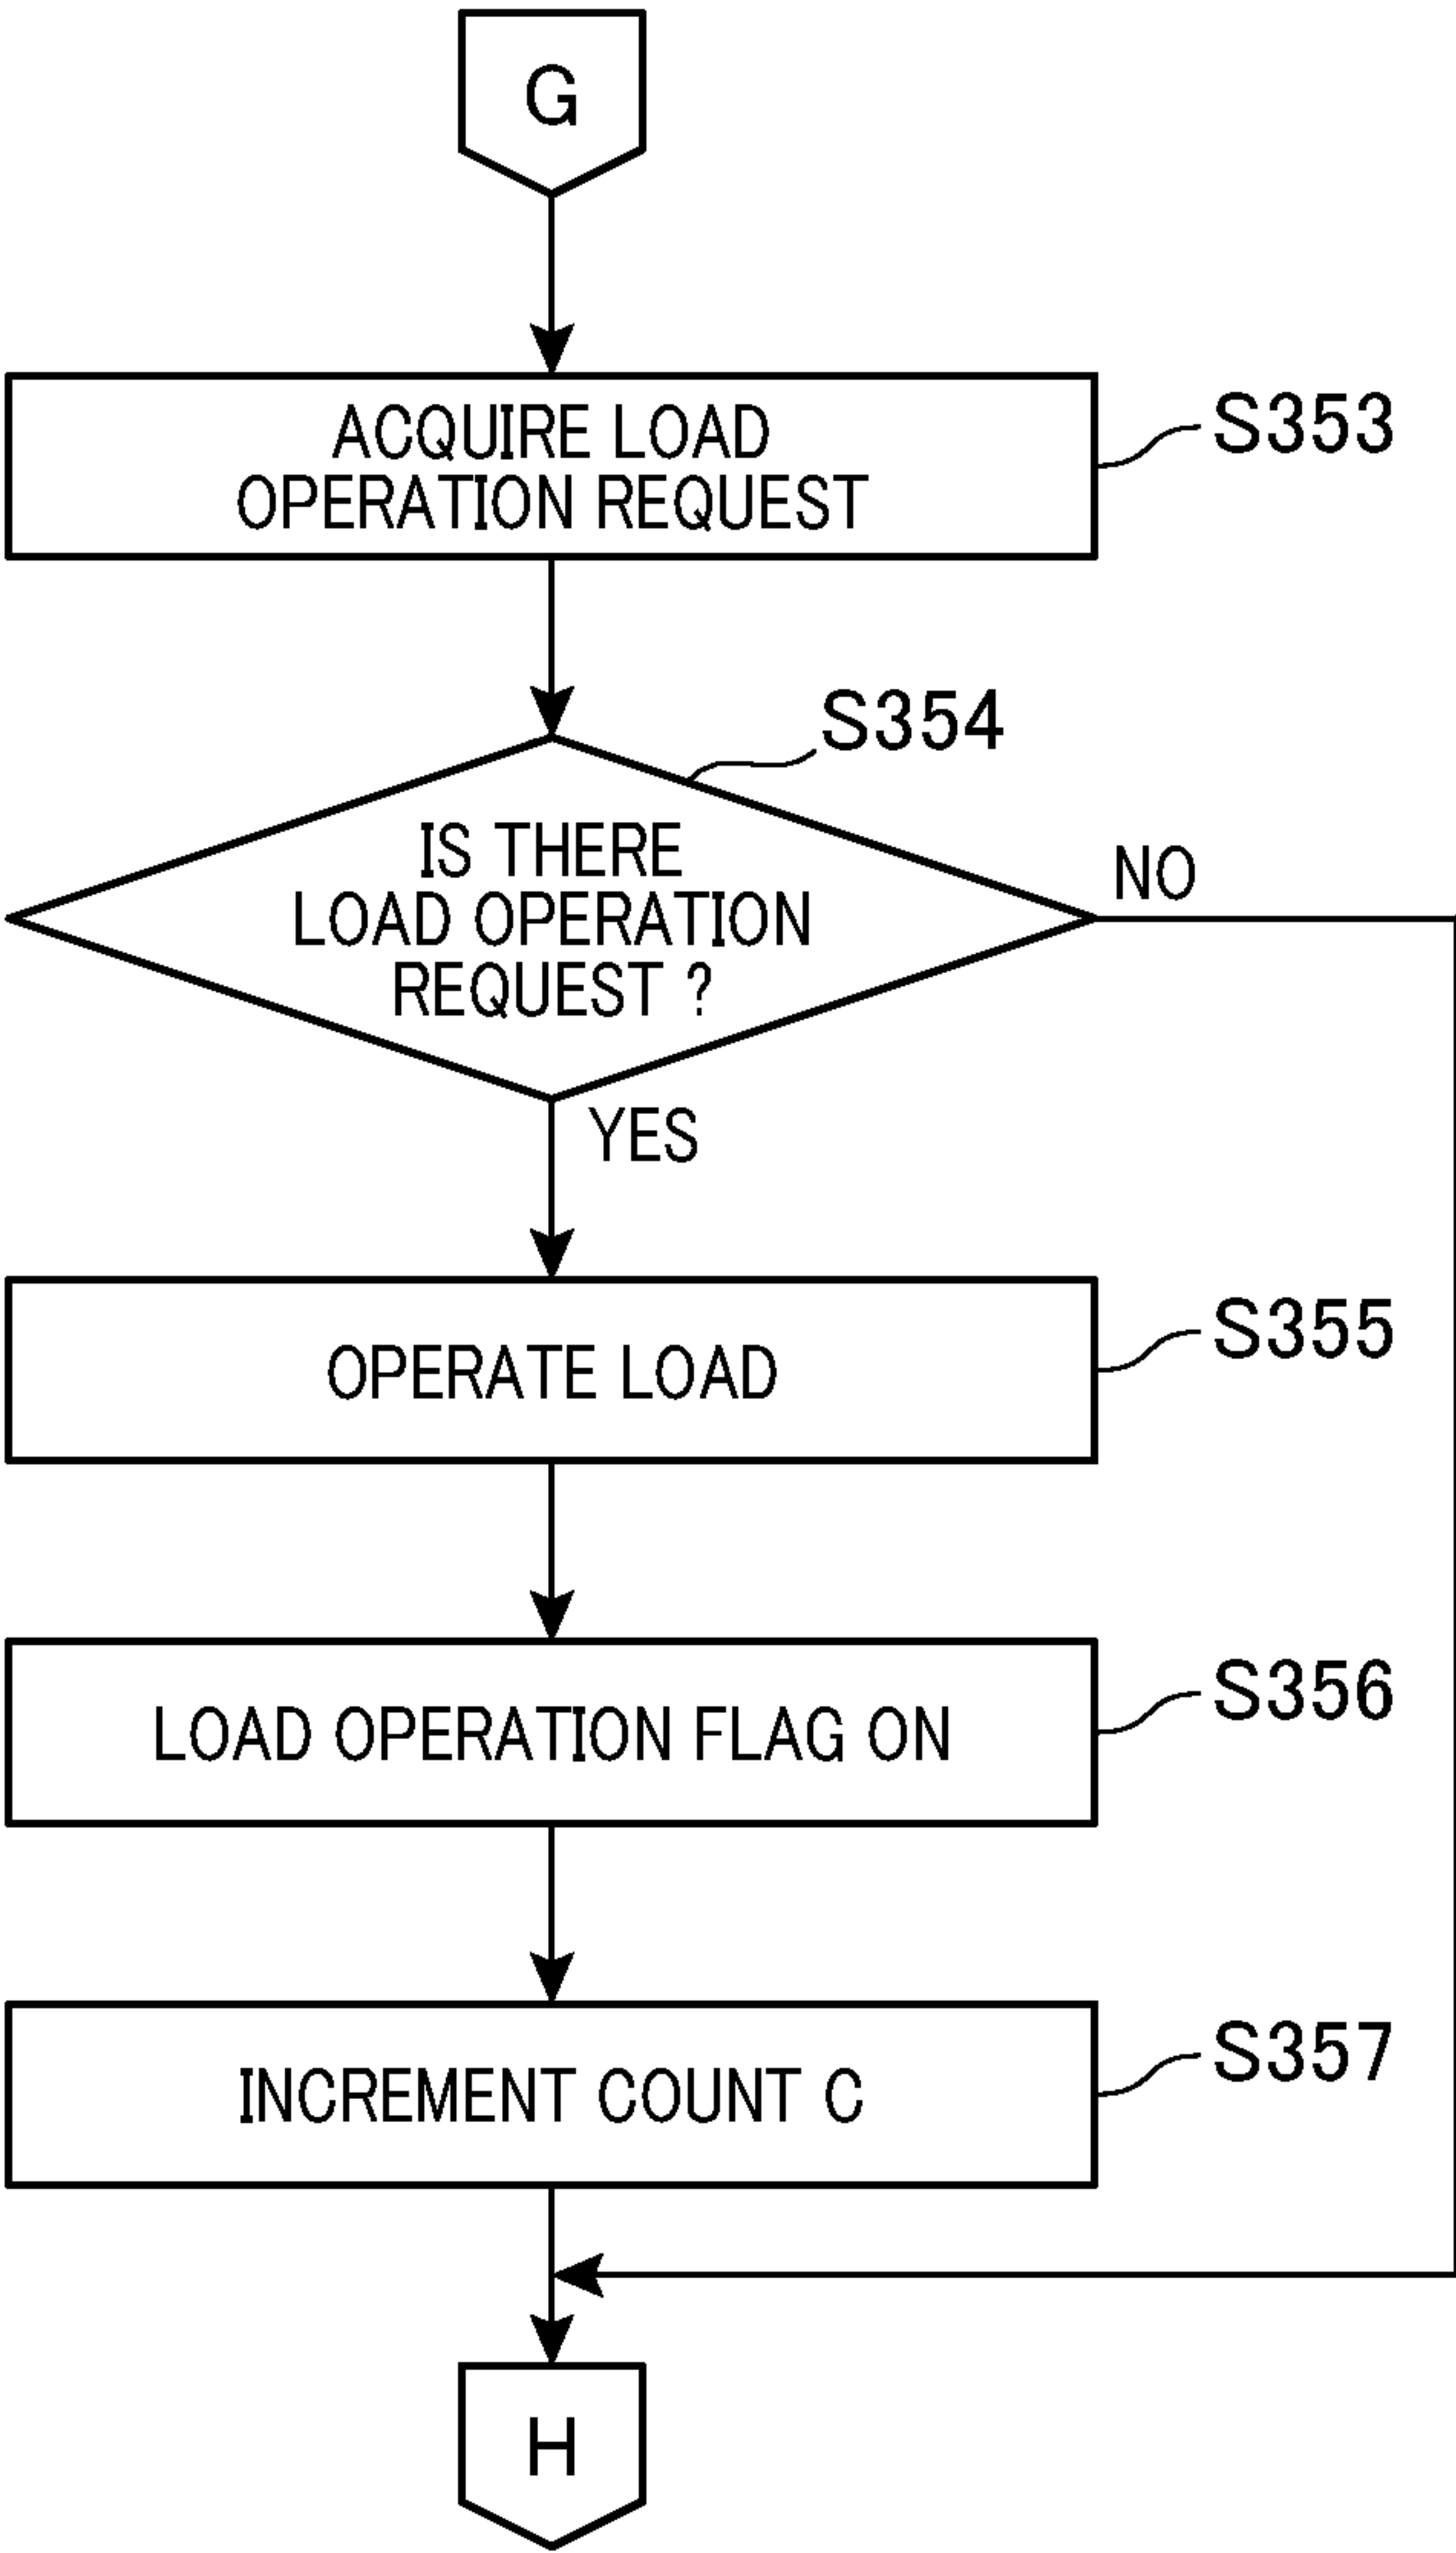 G
ACQUIRE LOAD
OPERATION REQUEST
S353
S354
IS THERE
LOAD OPERATION
REQUEST ?
NO
YES
OPERATE LOAD
S355
LOAD OPERATION FLAG ON
S356
INCREMENT COUNT C
S357
H